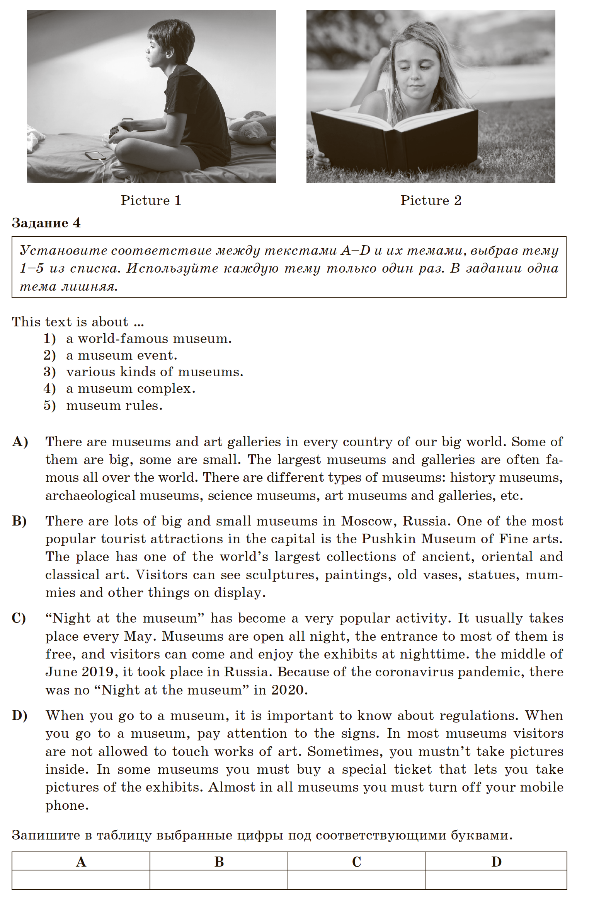 Picture 1
Picture 2
Задание 4
Установите соответствие между текстами A–D и их темами, выбрав тему
1–5 из списка. Используйте каждую тему только один раз. В задании одна
тема лишняя.
This text is about ...
1) a world-famous museum.
2) a museum event.
3) various kinds of museums.
4) a museum complex.
5) museum rules.
A) There are museums and art galleries in every country of our big world. Some of
them are big, some are small. The largest museums and galleries are often fa-
mous all over the world. There are different types of museums: history museums,
archaeological museums, science museums, art museums and galleries, etc.
B) There are lots of big and small museums in Moscow, Russia. One of the most
popular tourist attractions in the capital is the Pushkin Museum of Fine arts.
The place has one of the world's largest collections of ancient, oriental and
classical art. Visitors can see sculptures, paintings, old vases, statues, mum-
mies and other things on display.
C) “Night at the museum” has become a very popular activity. It usually takes
place every May. Museums are open all night, the entrance to most of them is
free, and visitors can come and enjoy the exhibits at nighttime. the middle of
June 2019, it took place in Russia. Because of the coronavirus pandemic, there
was no “Night at the museum” in 2020.
D) When you go to a museum, it is important to know about regulations. When
you go to a museum, pay attention to the signs. In most museums visitors
are not allowed to touch works of art. Sometimes, you mustn't take pictures
inside. In some museums you must buy a special ticket that lets you take
pictures of the exhibits. Almost in all museums you must turn off your mobile
phone.
Запишите в таблицу выбранные цифры под соответствующими буквами.
A B C D